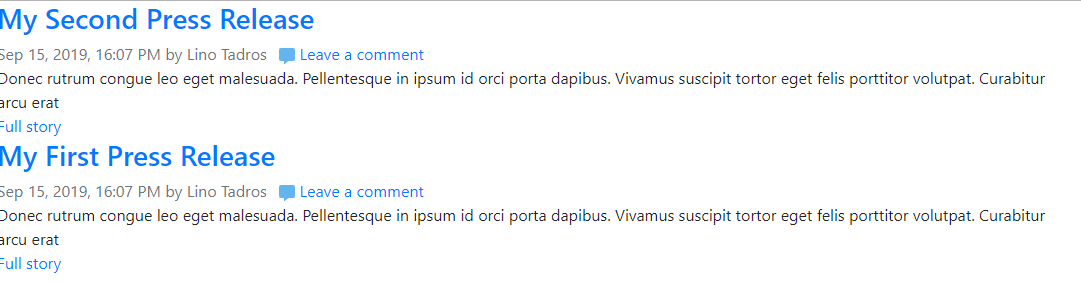 My Second Press Release
Sep 15, 2019, 16:07 PM by Lino Tadros Leave a comment
Donec rutrum congue leo eget malesuada. Pellentesque in ipsum id orci porta dapibus. Vivamus suscipit tortor eget felis porttitor volutpat. Curabitur
arcu erat
Full story
My First Press Release
Sep 15, 2019, 16:07 PM by Lino Tadros Leave a comment
Donec rutrum congue leo eget malesuada. Pellentesque in ipsum id orci porta dapibus. Vivamus suscipit tortor eget felis porttitor volutpat. Curabitur
arcu erat
Full story